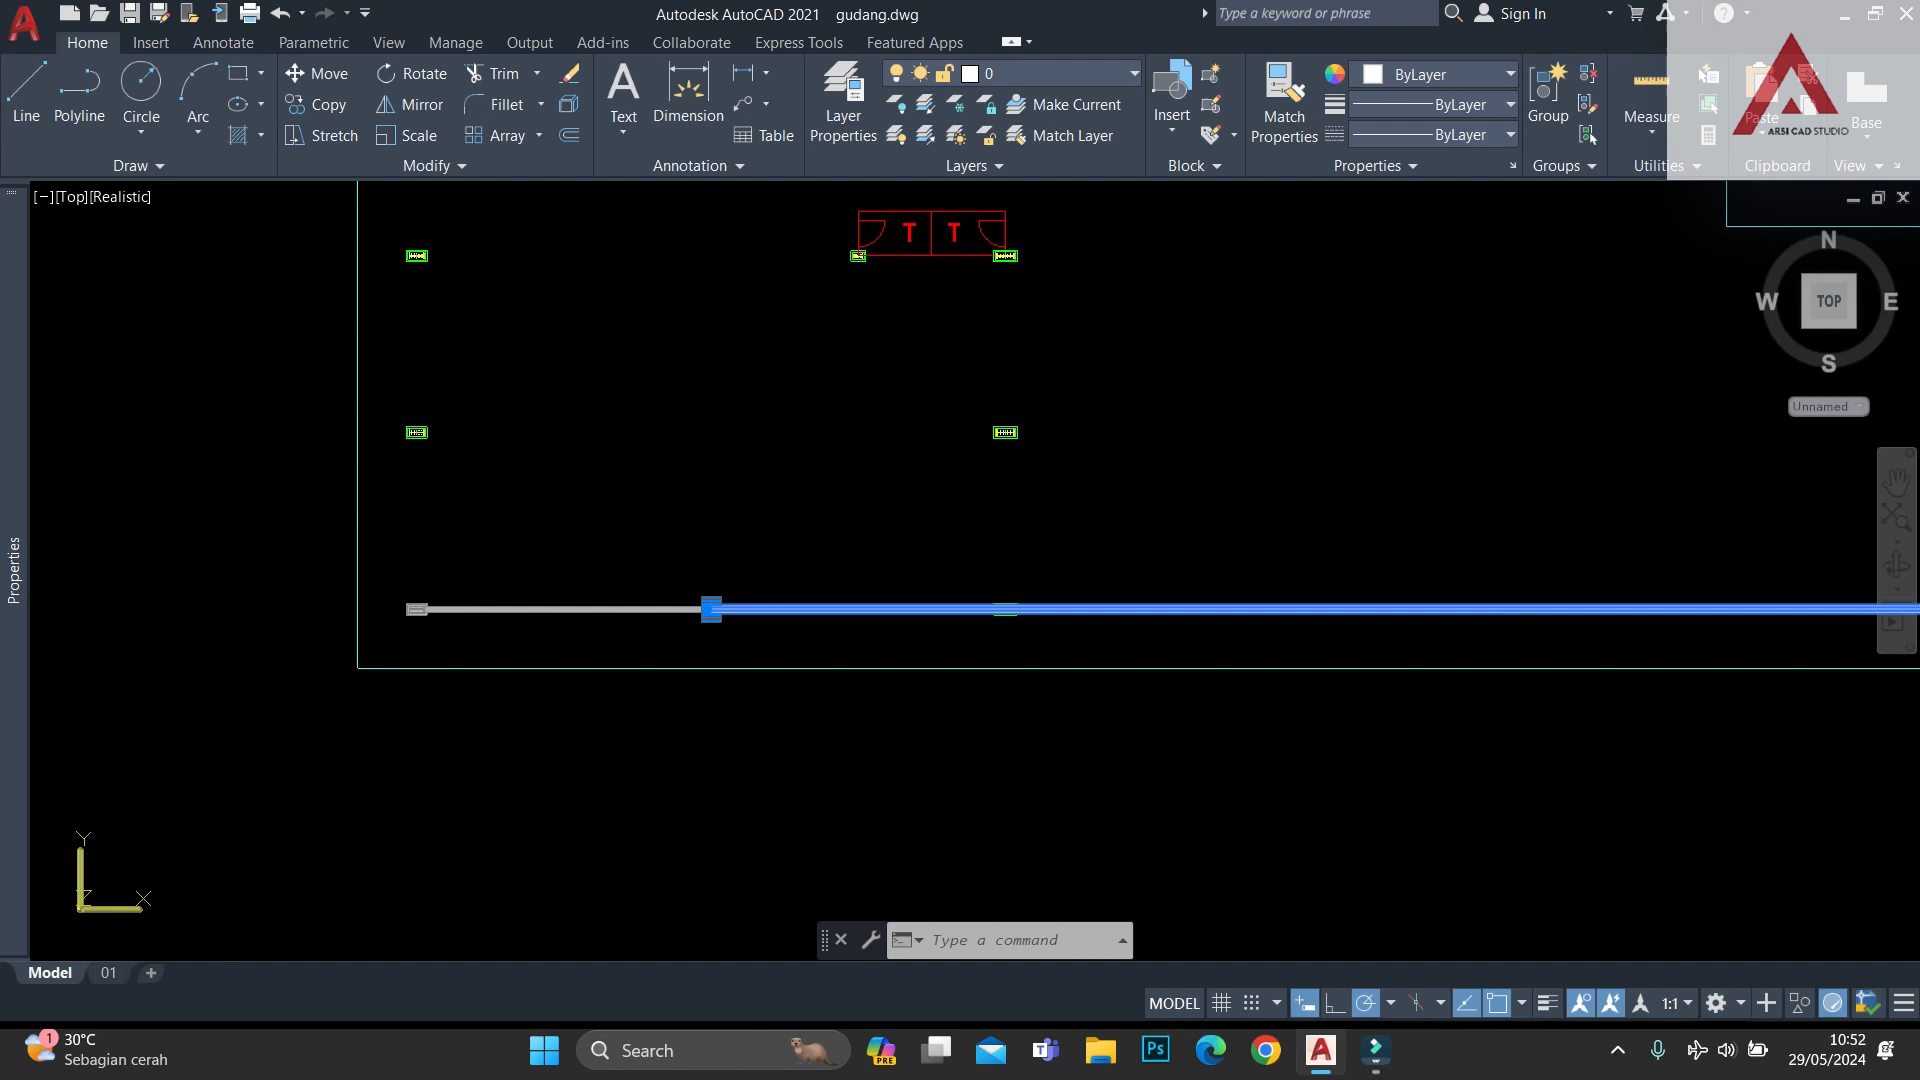 Autodesk AutoCAD 2021 gudang.dwg
Type a keyword or phrase
Sign In
Home Insert Annotate Parametric View Manage Output Add-ins Collaborate Express Tools Featured Apps
Line
Polyline
Circle
Arc
Draw
Move
Rotate
Trim
Copy
Mirror
Fillet
Stretch
Scale
Array
Modify
Text
Dimension
Table
Annotation
Layer
Properties
0
Make Current
Match Layer
Layers
Insert
Block
Match
Properties
ByLayer
ByLayer
ByLayer
Properties
Group
Groups
Measure
Utilities
Paste
Clipboard
Base
View
ARSI CAD STUDIO
[−][Top][Realistic]
T T
N
W TOP E
S
Unnamed
Properties
Y
X
Type a command
Model 01
MODEL
1:1
1
30°C
Sebagian cerah
Search
PRE
Ps
10:52
29/05/2024